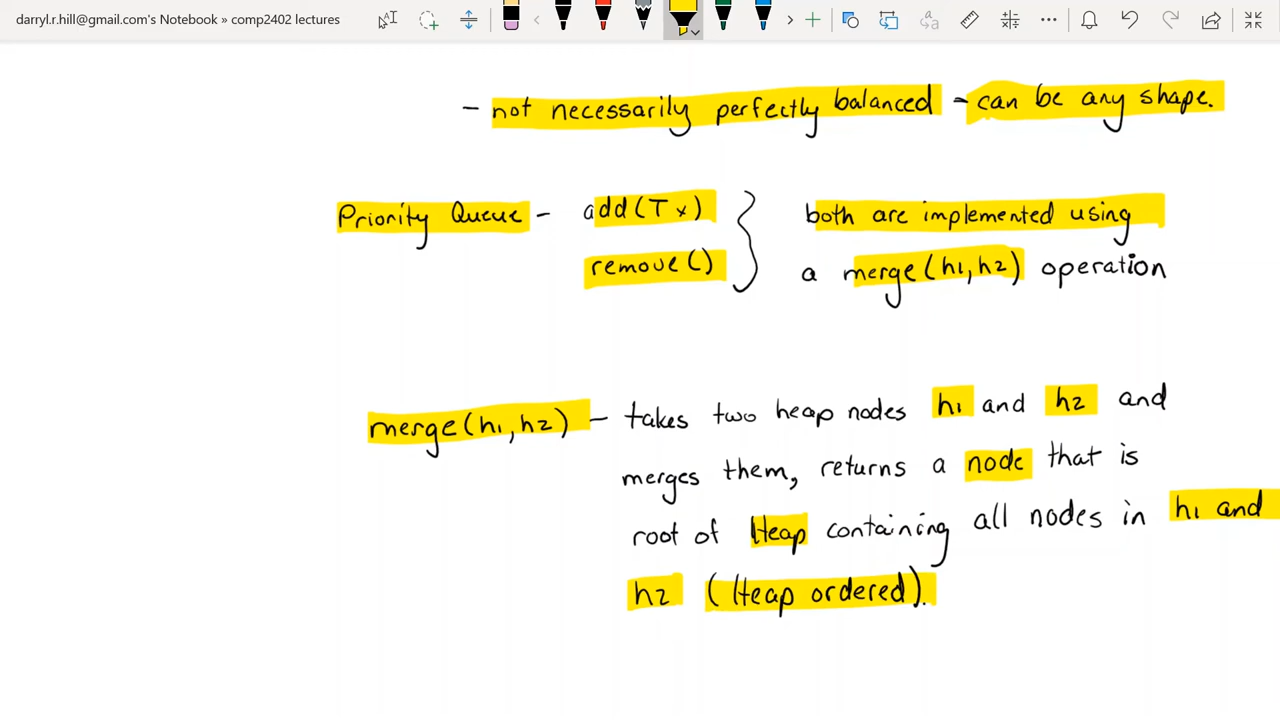 darryl.r.hill@gmail.com's Notebook » comp2402 lectures
- not necessarily perfectly balanced - can be any shape.
Priority Queue - add(T x) } both are implemented using
remove() a merge(h1,h2) operation
merge(h1,h2) - takes two heap nodes h1 and h2 and
merges them, returns a node that is
root of Heap containing all nodes in h1 and
h2 (Heap ordered).